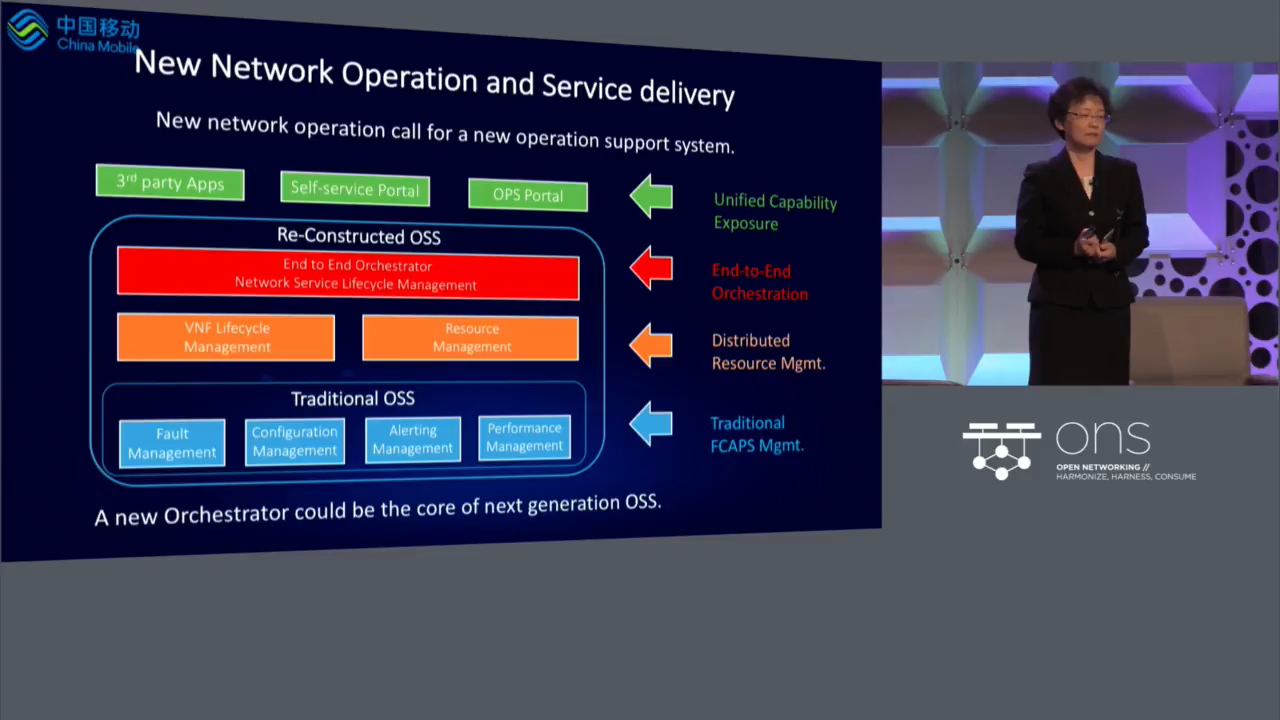 中国移动
China Mobile
New Network Operation and Service delivery
New network operation call for a new operation support system.
3rd party Apps
Self-service Portal
OPS Portal
Unified Capability
Exposure
Re-Constructed OSS
End to End Orchestrator
Network Service Lifecycle Management
End-to-End
Orchestration
VNF Lifecycle
Management
Resource
Management
Distributed
Resource Mgmt.
Traditional OSS
Fault
Management
Configuration
Management
Alerting
Management
Performance
Management
Traditional
FCAPS Mgmt.
A new Orchestrator could be the core of next generation OSS.
ons
OPEN NETWORKING //
HARMONIZE, HARNESS, CONSUME